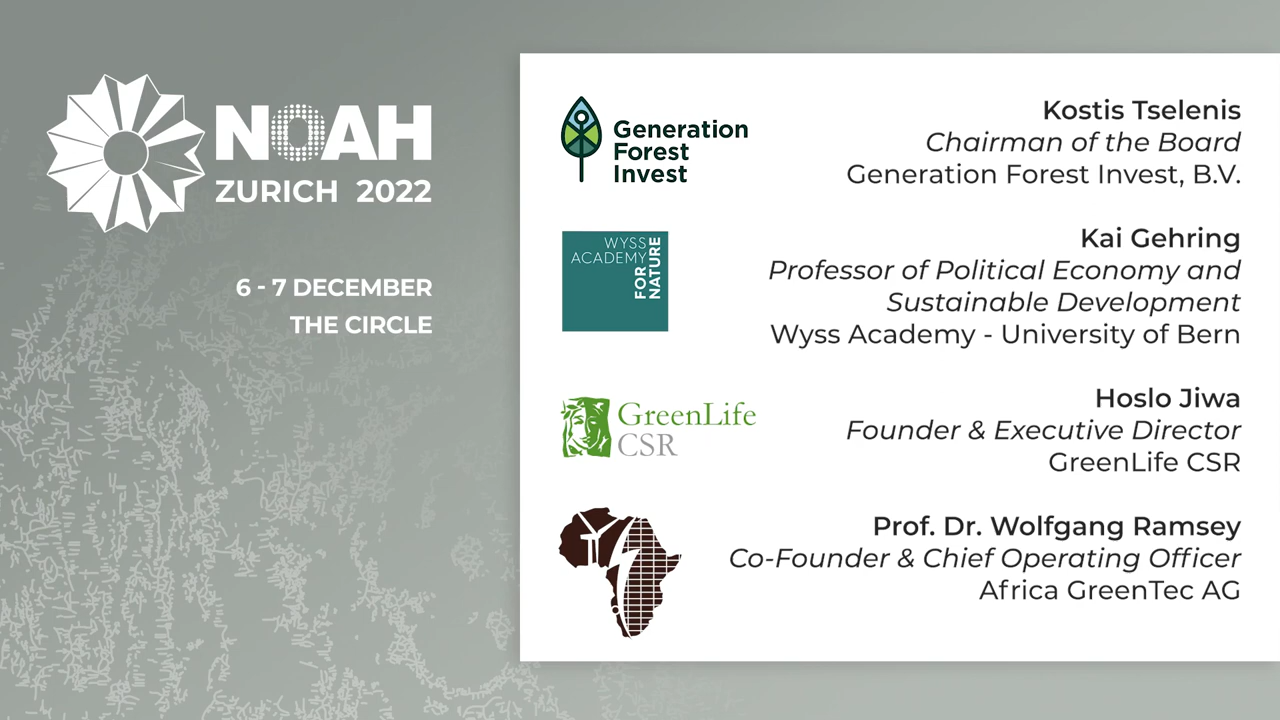 NOAH
ZURICH 2022
6 - 7 DECEMBER
THE CIRCLE
Generation
Forest
Invest
Kostis Tselenis
Chairman of the Board
Generation Forest Invest, B.V.
WYSS
ACADEMY
FOR
NATURE
Kai Gehring
Professor of Political Economy and
Sustainable Development
Wyss Academy - University of Bern
GreenLife
CSR
Hoslo Jiwa
Founder & Executive Director
GreenLife CSR
Prof. Dr. Wolfgang Ramsey
Co-Founder & Chief Operating Officer
Africa GreenTec AG